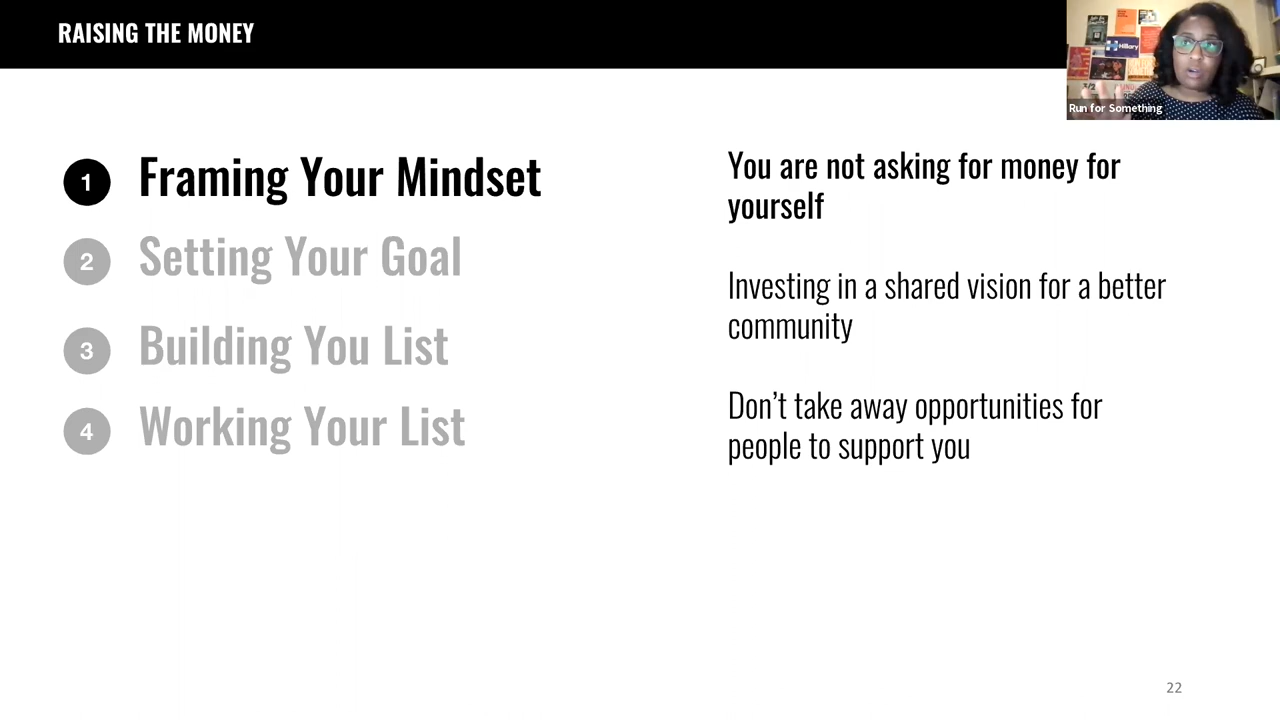 RAISING THE MONEY
Hillary
Run for Something
1 Framing Your Mindset
2 Setting Your Goal
3 Building You List
4 Working Your List
You are not asking for money for
yourself
Investing in a shared vision for a better
community
Don’t take away opportunities for
people to support you
22